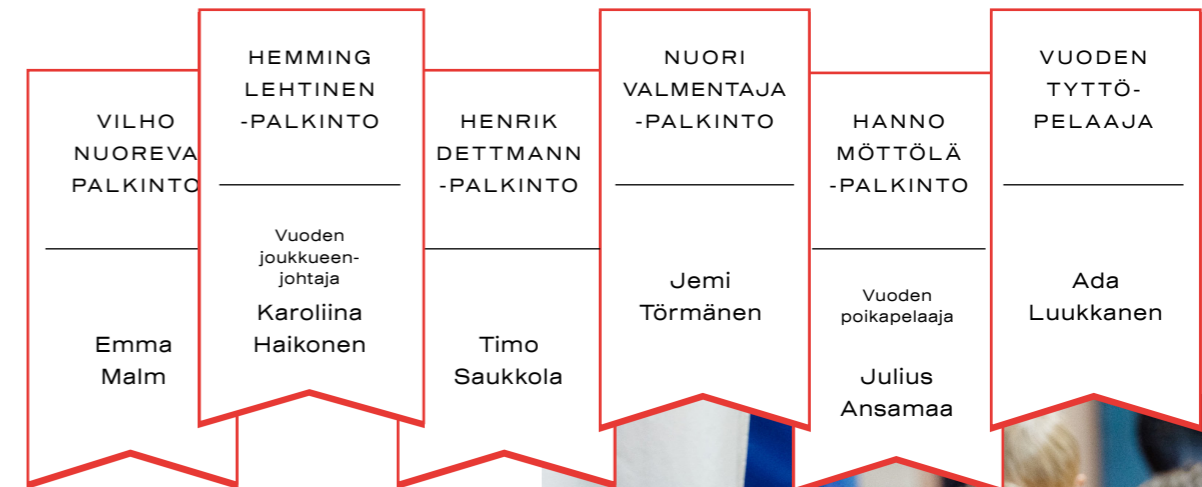 VILHO
NUOREVA
PALKINTO
Emma
Malm
HEMMING
LEHTINEN
-PALKINTO
Vuoden
joukkueen-
johtaja
Karoliina
Haikonen
HENRIK
DETTMANN
-PALKINTO
Timo
Saukkola
NUORI
VALMENTAJA
-PALKINTO
Jemi
Törmänen
HANNO
MÖTTÖLÄ
-PALKINTO
Vuoden
poikapelaaja
Julius
Ansamaa
VUODEN
TYTTÖ-
PELAAJA
Ada
Luukkanen